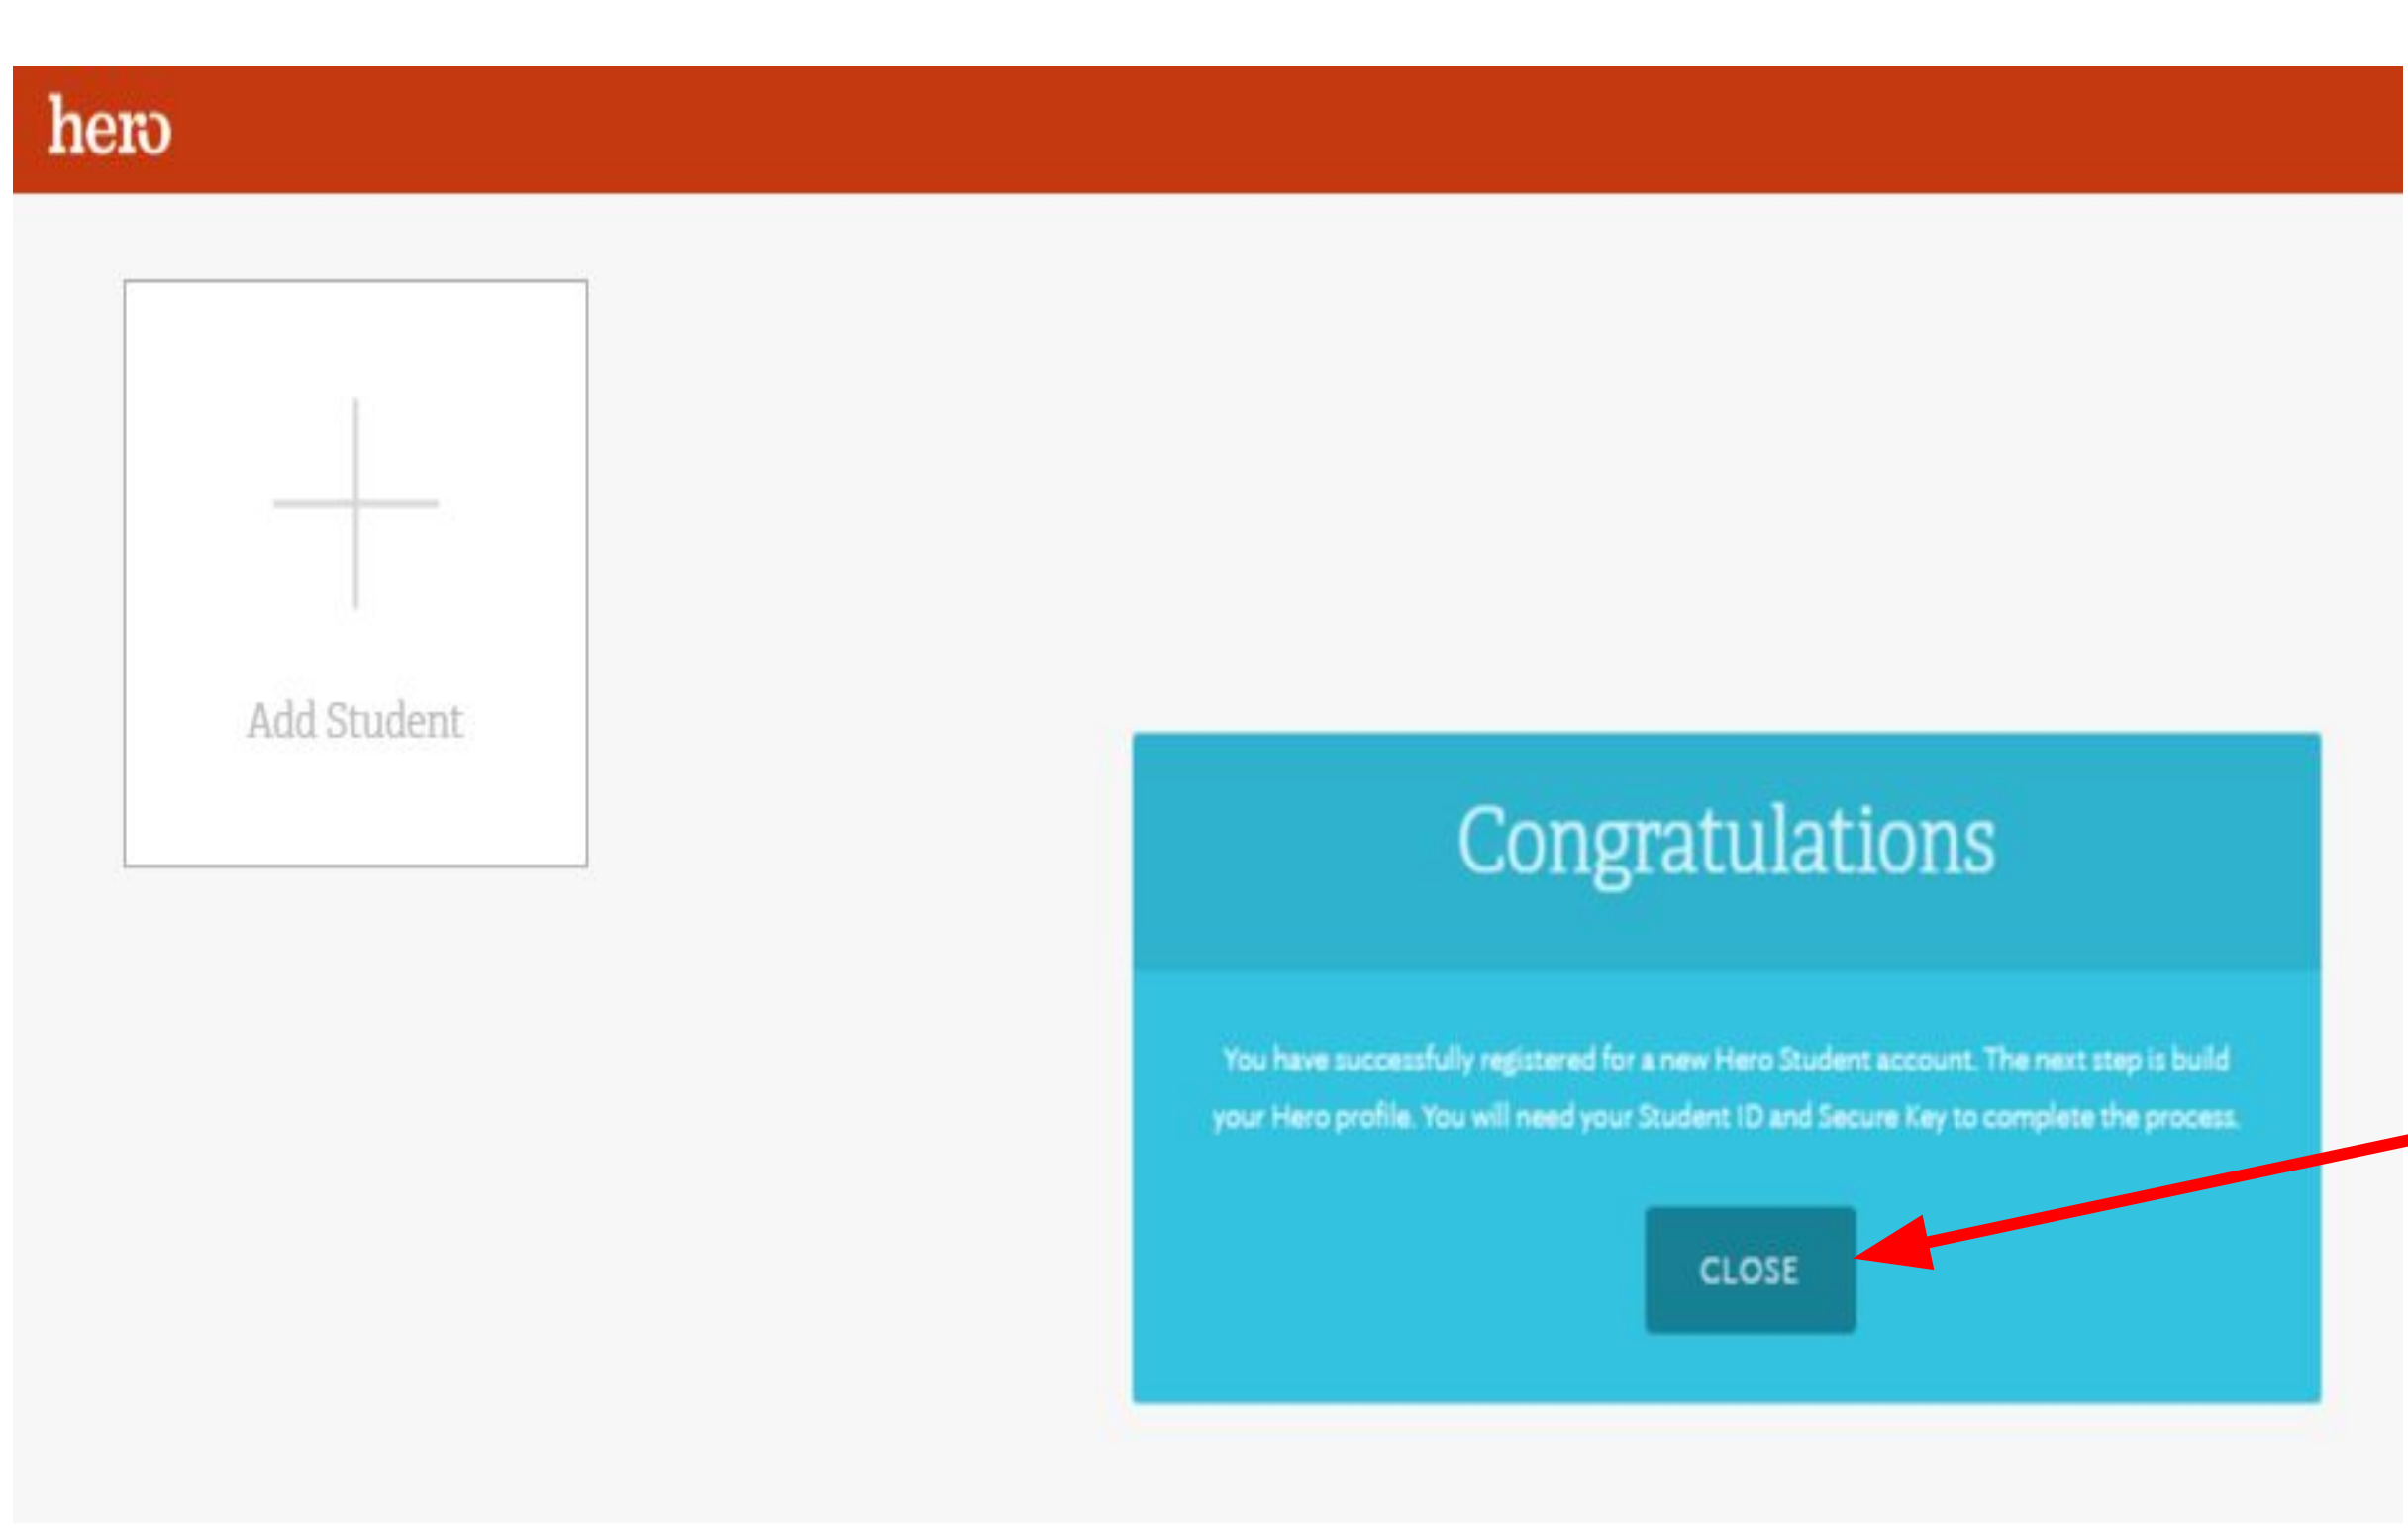 hero
Add Student
Congratulations
You have successfully registered for a new Hero Student account. The next step is build
your Hero profile. You will need your Student ID and Secure Key to complete the process.
CLOSE